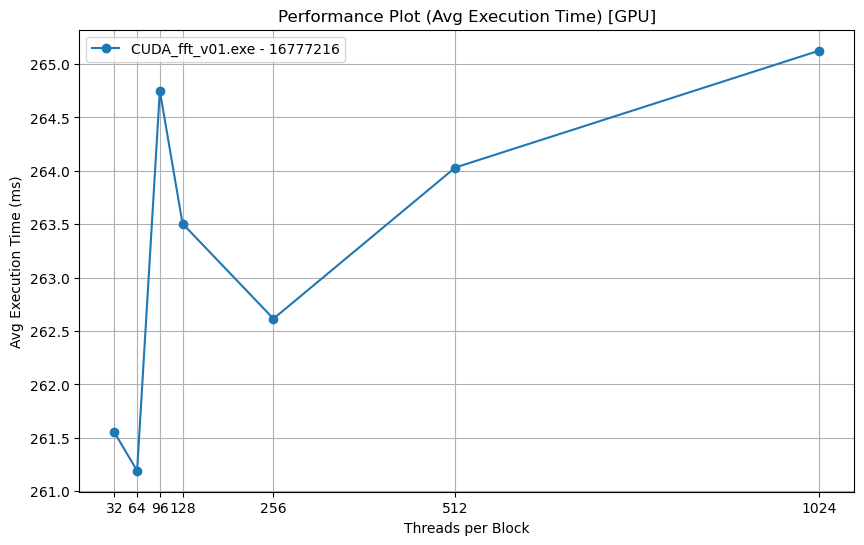 Performance Plot (Avg Execution Time) [GPU]
CUDA_fft_v01.exe - 16777216
265.0
264.5
264.0
263.5
263.0
262.5
262.0
261.5
261.0
Avg Execution Time (ms)
32 64 96 128 256 512 1024
Threads per Block